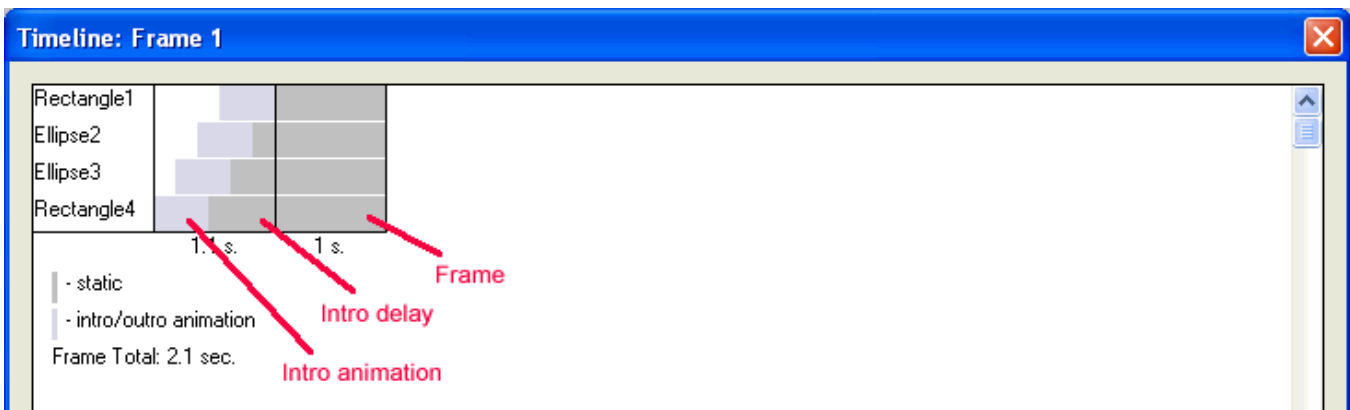 Timeline: Frame 1
Rectangle1
Ellipse2
Ellipse3
Rectangle4
1.1 s. 1 s.
Frame
- static
Intro delay
- intro/outro animation
Frame Total: 2.1 sec.
Intro animation